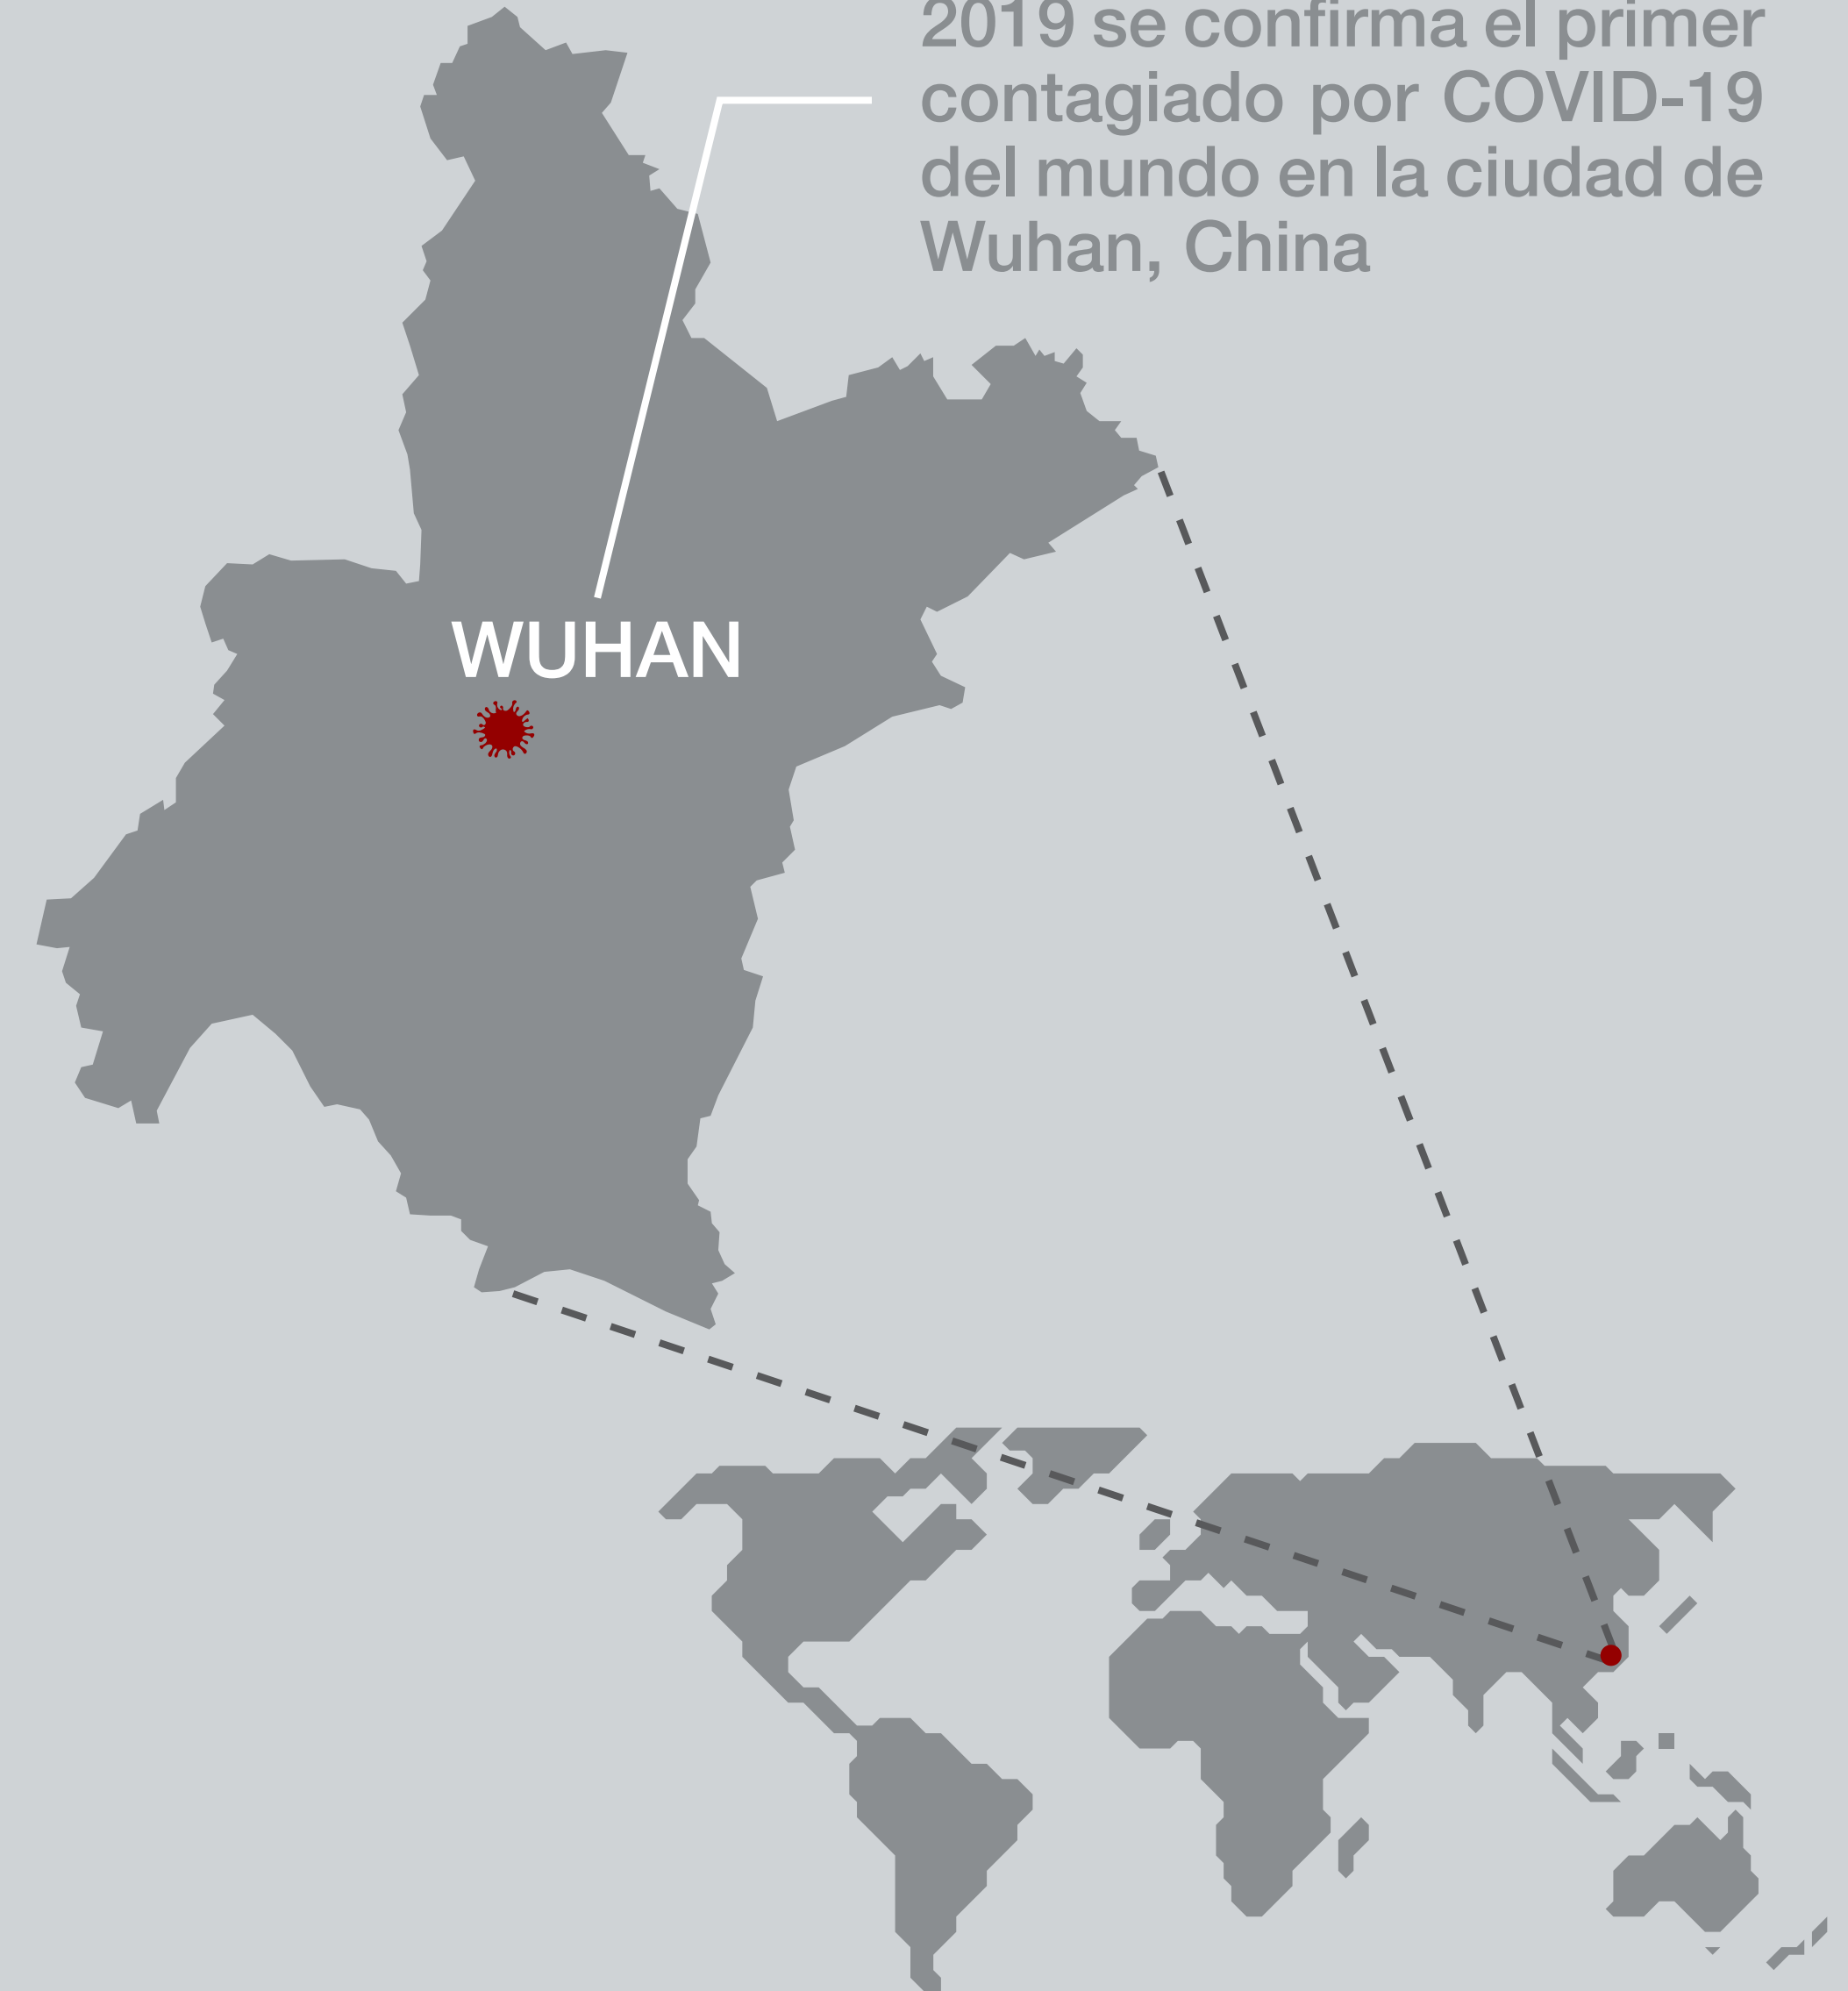 2019 se confirma el primer
contagiado por COVID-19
del mundo en la ciudad de
Wuhan, China
WUHAN